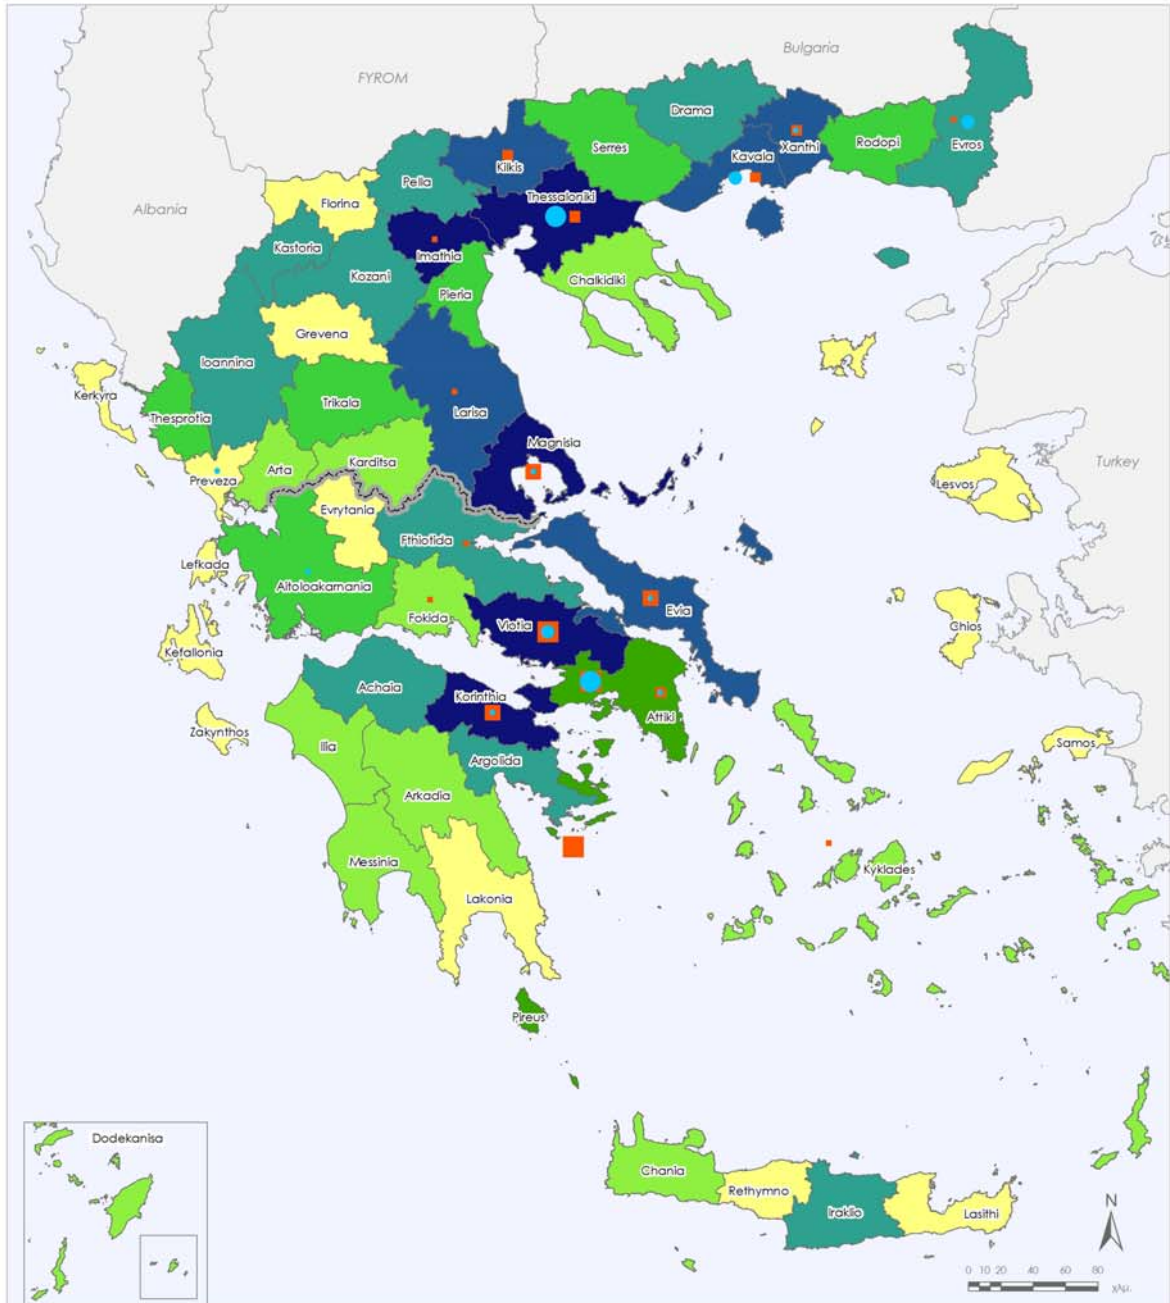 Bulgaria
FYROM
Albania
Turkey
Drama
Serres
Rodopi
Evros
Xanthi
Kavala
Kilkis
Pella
Thessaloniki
Florina
Imathia
Kastoria
Kozani
Chalkidiki
Pieria
Grevena
Ioannina
Kerkyra
Trikala
Larisa
Thesprotia
Magnisia
Karditsa
Arta
Preveza
Lesvos
Evrytania
Fthiotida
Lefkada
Aitoloakarnania
Fokida
Evia
Viotia
Chios
Kefallonia
Achaia
Korinthia
Attiki
Zakynthos
Ilia
Samos
Argolida
Arkadia
Messinia
Kyklades
Lakonia
Pireus
Dodekanisa
Chania
Rethymno
Iraklio
Lasithi
N
0 10 20 40 60 80
χλμ.